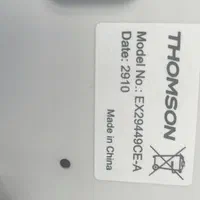 THOMSON
Model No.: EX29449CE-A
Date: 2910
Made in China